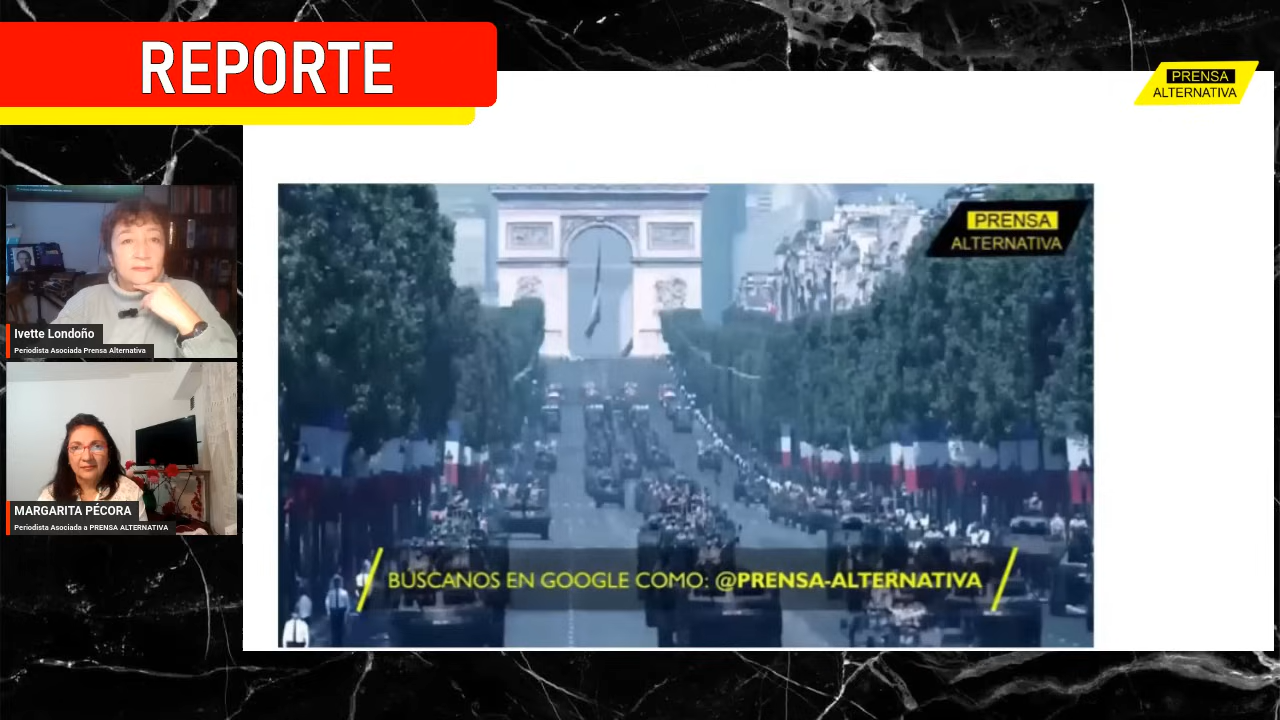 REPORTE
PRENSA
ALTERNATIVA
Ivette Londoño
Periodista Asociada Prensa Alternativa
MARGARITA PÉCORA
Periodista Asociada a PRENSA ALTERNATIVA
PRENSA
ALTERNATIVA
BUSCANOS EN GOOGLE COMO: @PRENSA-ALTERNATIVA